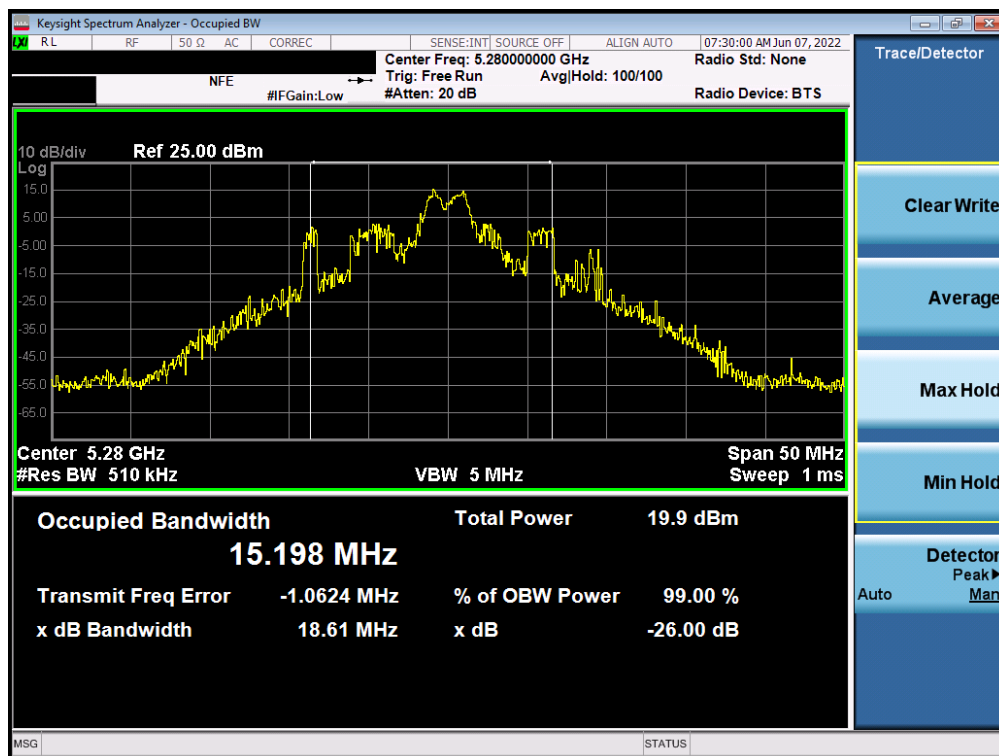 Keysight Spectrum Analyzer - Occupied BW
LXI RL RF 50 Ω AC CORREC SENSE:INT SOURCE OFF ALIGN AUTO 07:30:00 AM Jun 07, 2022
Center Freq: 5.280000000 GHz Radio Std: None
NFE Trig: Free Run Avg|Hold: 100/100
#IFGain:Low #Atten: 20 dB Radio Device: BTS
10 dB/div Ref 25.00 dBm
Log
15.0
5.00
-5.00
-15.0
-25.0
-35.0
-45.0
-55.0
-65.0
Center 5.28 GHz Span 50 MHz
#Res BW 510 kHz VBW 5 MHz Sweep 1 ms
Occupied Bandwidth Total Power 19.9 dBm
15.198 MHz
Transmit Freq Error -1.0624 MHz % of OBW Power 99.00 %
x dB Bandwidth 18.61 MHz x dB -26.00 dB
MSG STATUS
Trace/Detector
Clear Write
Average
Max Hold
Min Hold
Detector
Peak
Auto Man